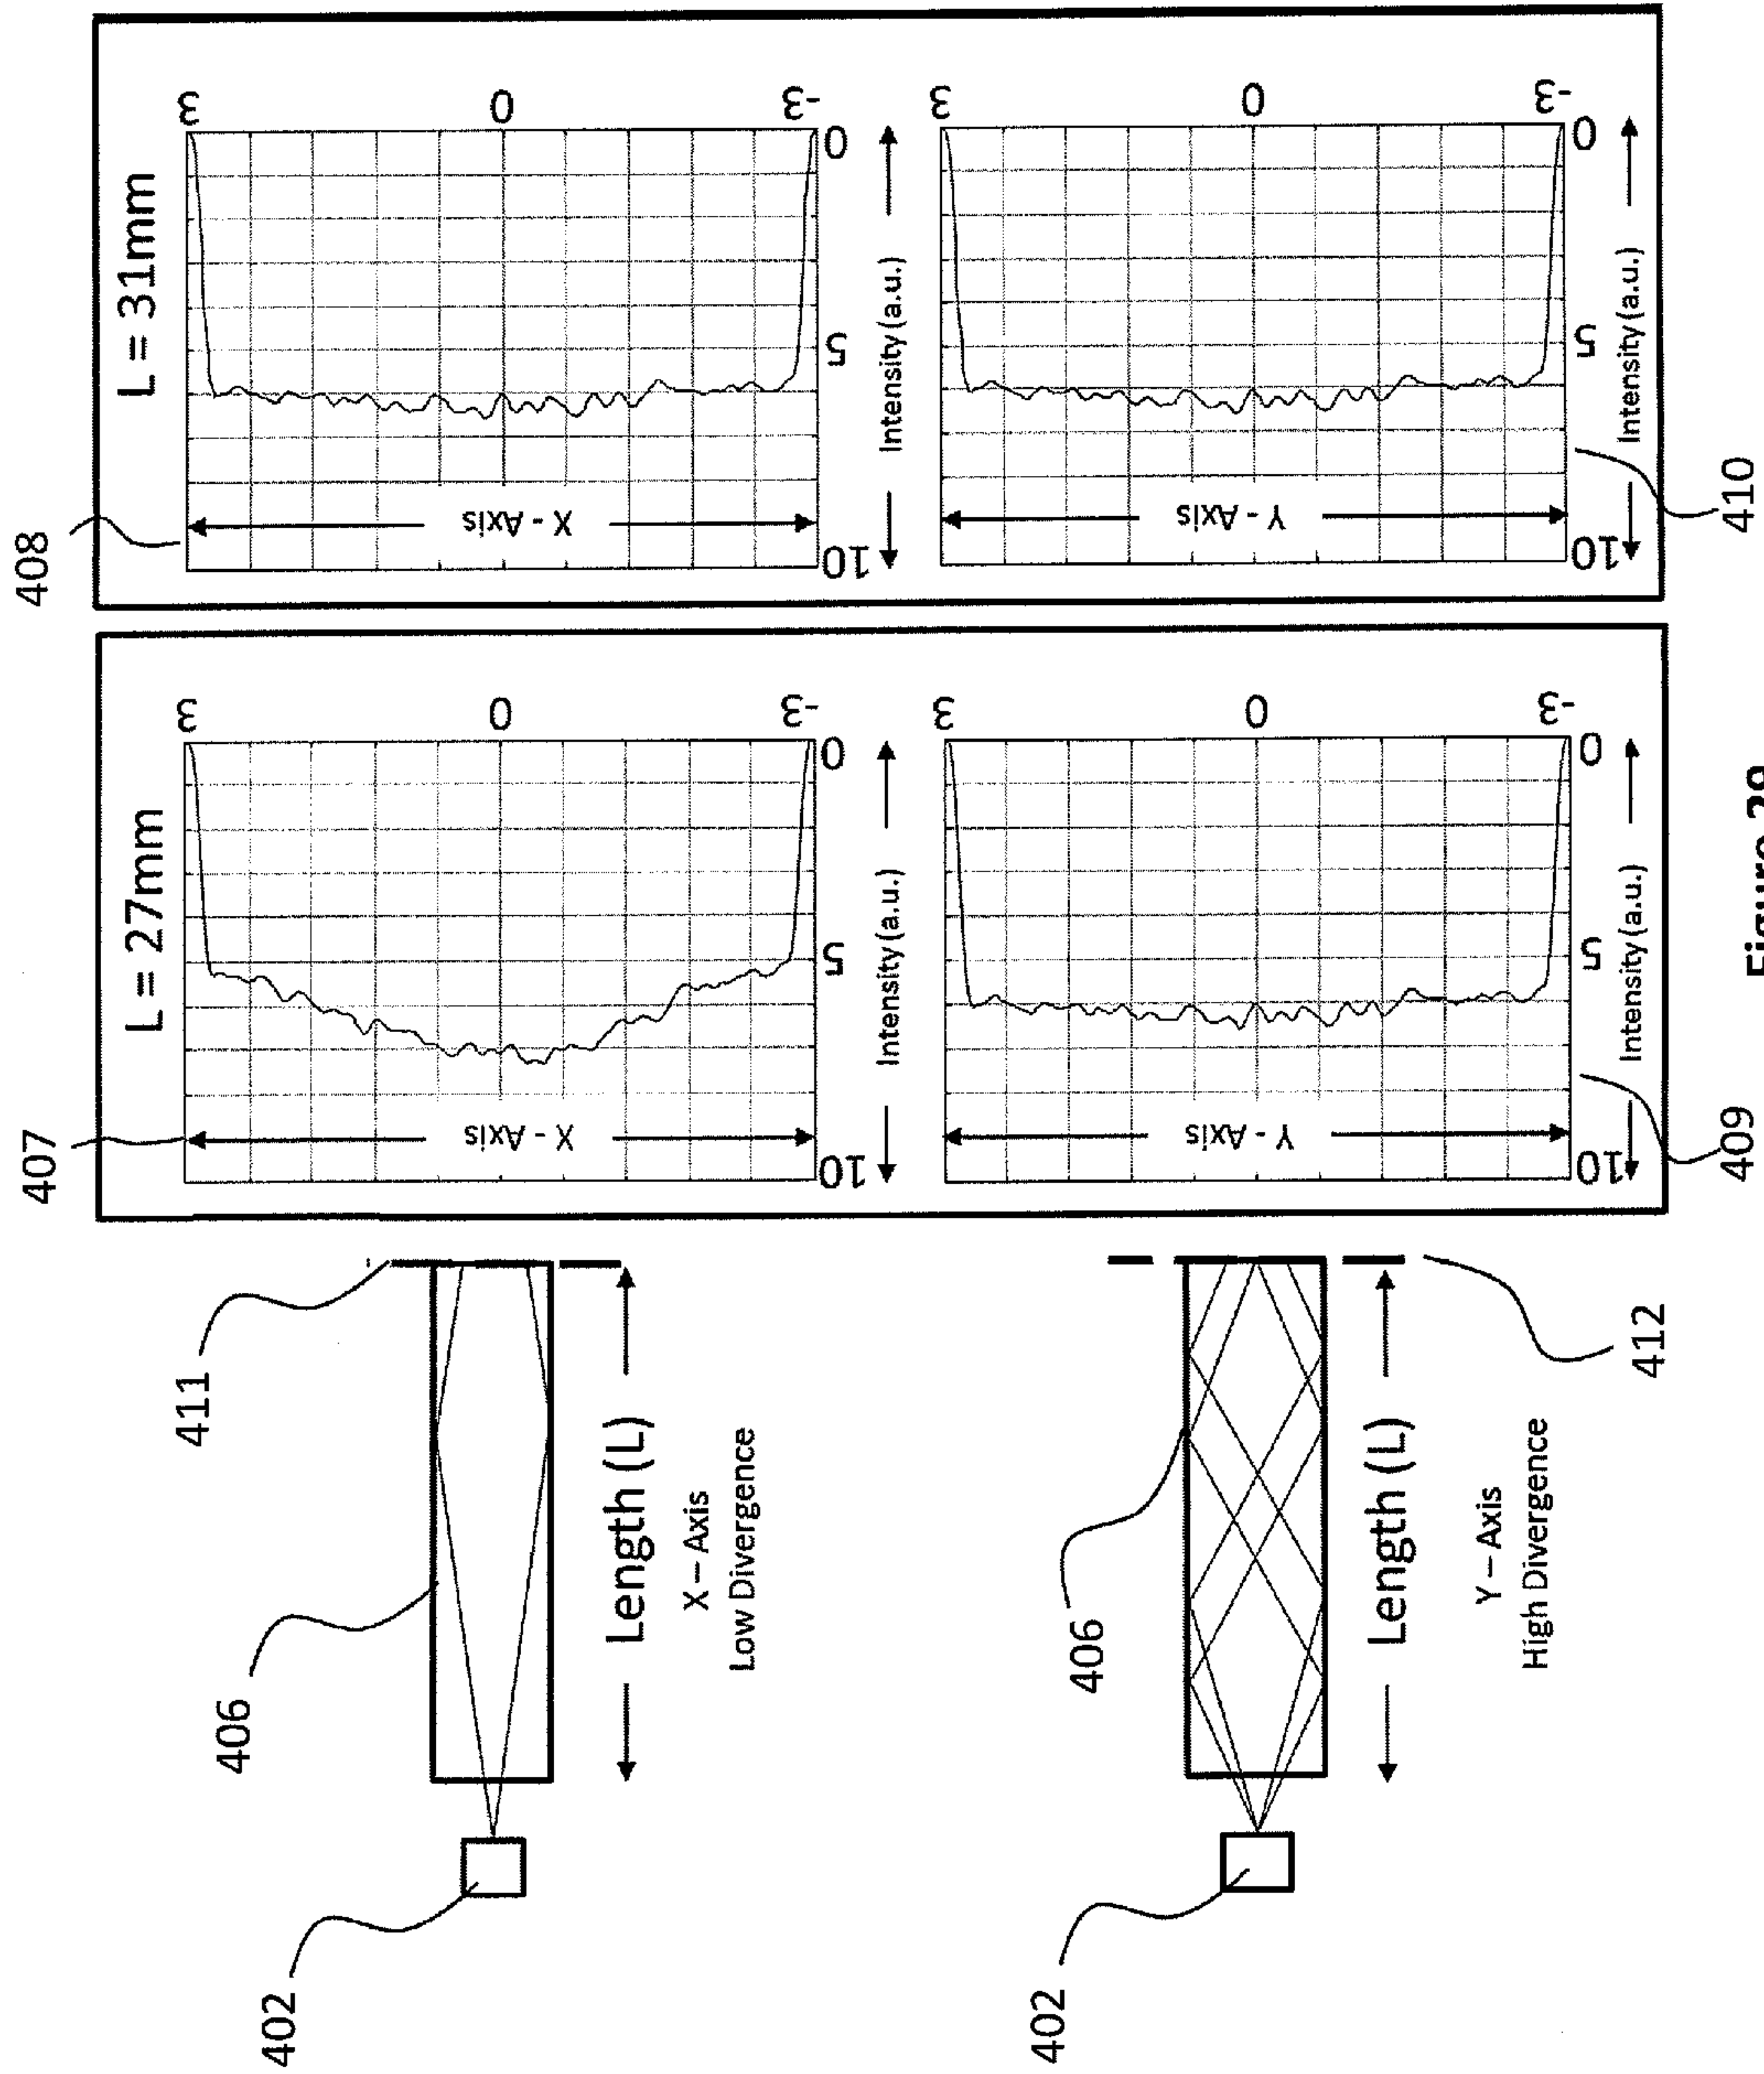 407
408
L = 27mm
L = 31mm
411
406
402
3
0
-3
10
5
0
X - Axis
Intensity (a.u.)
3
0
-3
10
5
0
X - Axis
Intensity (a.u.)
Length (L)
X – Axis
Low Divergence
402
406
412
Length (L)
Y – Axis
High Divergence
3
0
-3
10
5
0
Y - Axis
Intensity (a.u.)
3
0
-3
10
5
0
Y - Axis
Intensity (a.u.)
409
410
Figure 29